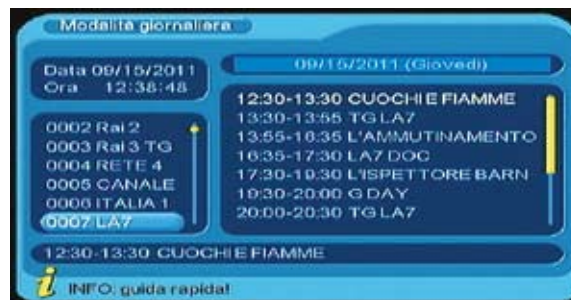 Modalità giornaliera
Data 09/15/2011
Ora 12:38:48
0002 Rai 2
0003 Rai 3 TG
0004 RETE 4
0005 CANALE
0006 ITALIA 1
0007 LA7
09/15/2011 (Giovedì)
12:30-13:30 CUOCHI E FIAMME
13:30-13:55 TG LA7
13:55-16:35 L'AMMUTINAMENTO
16:35-17:30 LA7 DOC
17:30-19:30 L'ISPETTORE BARN
19:30-20:00 G DAY
20:00-20:30 TG LA7
12:30-13:30 CUOCHI E FIAMME
i INFO: guida rapida!